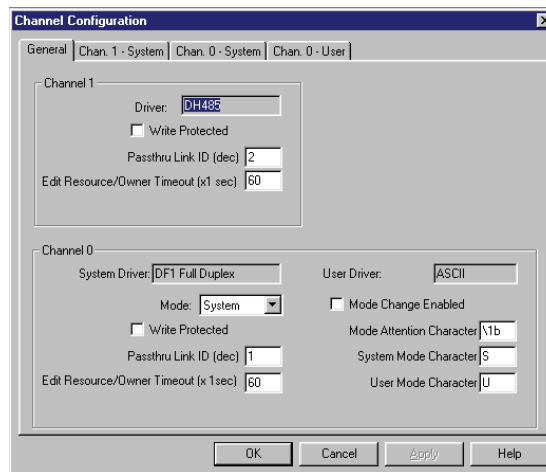 Channel Configuration
General Chan. 1 - System Chan. 0 - System Chan. 0 - User
Channel 1
Driver: DH485
Write Protected
Passthru Link ID (dec) 2
Edit Resource/Owner Timeout (x1 sec) 60
Channel 0
System Driver: DF1 Full Duplex User Driver: ASCII
Mode: System Mode Change Enabled
Write Protected Mode Attention Character \1b
Passthru Link ID (dec) 1 System Mode Character S
Edit Resource/Owner Timeout (x 1sec) 60 User Mode Character U
OK Cancel Apply Help